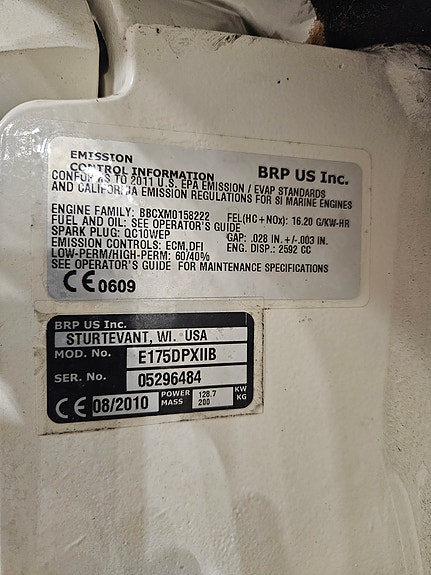 EMISSION
CONTROL INFORMATION BRP US Inc.
CONFORMS TO 2011 U.S. EPA EMISSION / EVAP STANDARDS
AND CALIFORNIA EMISSION REGULATIONS FOR SI MARINE ENGINES
ENGINE FAMILY: BBCXM0158222 FEL(HC+NOx): 16.20 G/KW-HR
FUEL AND OIL: SEE OPERATOR'S GUIDE
SPARK PLUG: QC10WEP GAP: .028 IN.+/-.003 IN.
EMISSION CONTROLS: ECM,DFI ENG. DISP.: 2592 CC
LOW-PERM/HIGH-PERM: 60/40%
SEE OPERATOR'S GUIDE FOR MAINTENANCE SPECIFICATIONS
CE 0609
BRP US Inc.
STURTEVANT, WI. USA
MOD. No. E175DPXIIB
SER. No. 05296484
CE 08/2010 POWER 128.7 KW
MASS 200 KG